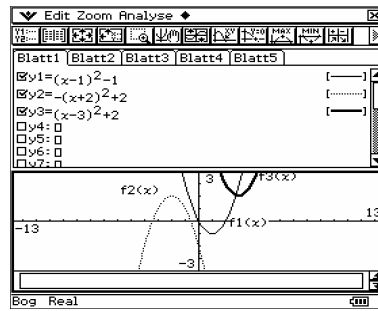 Edit Zoom Analyse
Blatt1 Blatt2 Blatt3 Blatt4 Blatt5
y1=(x-1)²-1
y2=-(x+2)²+2
y3=(x-3)²+2
y4:
y5:
y6:
y7:
3
f3(x)
f2(x)
f1(x)
-13
13
-3
Bog Real